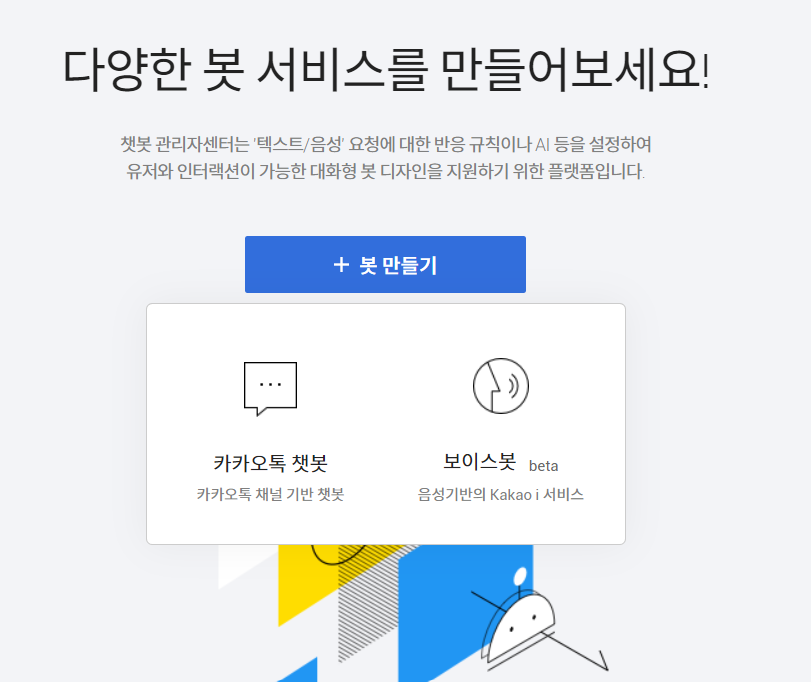 다양한 봇 서비스를 만들어보세요!
챗봇 관리자센터는 '텍스트/음성' 요청에 대한 반응 규칙이나 AI 등을 설정하여
유저와 인터랙션이 가능한 대화형 봇 디자인을 지원하기 위한 플랫폼입니다.
+ 봇 만들기
카카오톡 챗봇
카카오톡 채널 기반 챗봇
보이스봇 beta
음성기반의 Kakao i 서비스